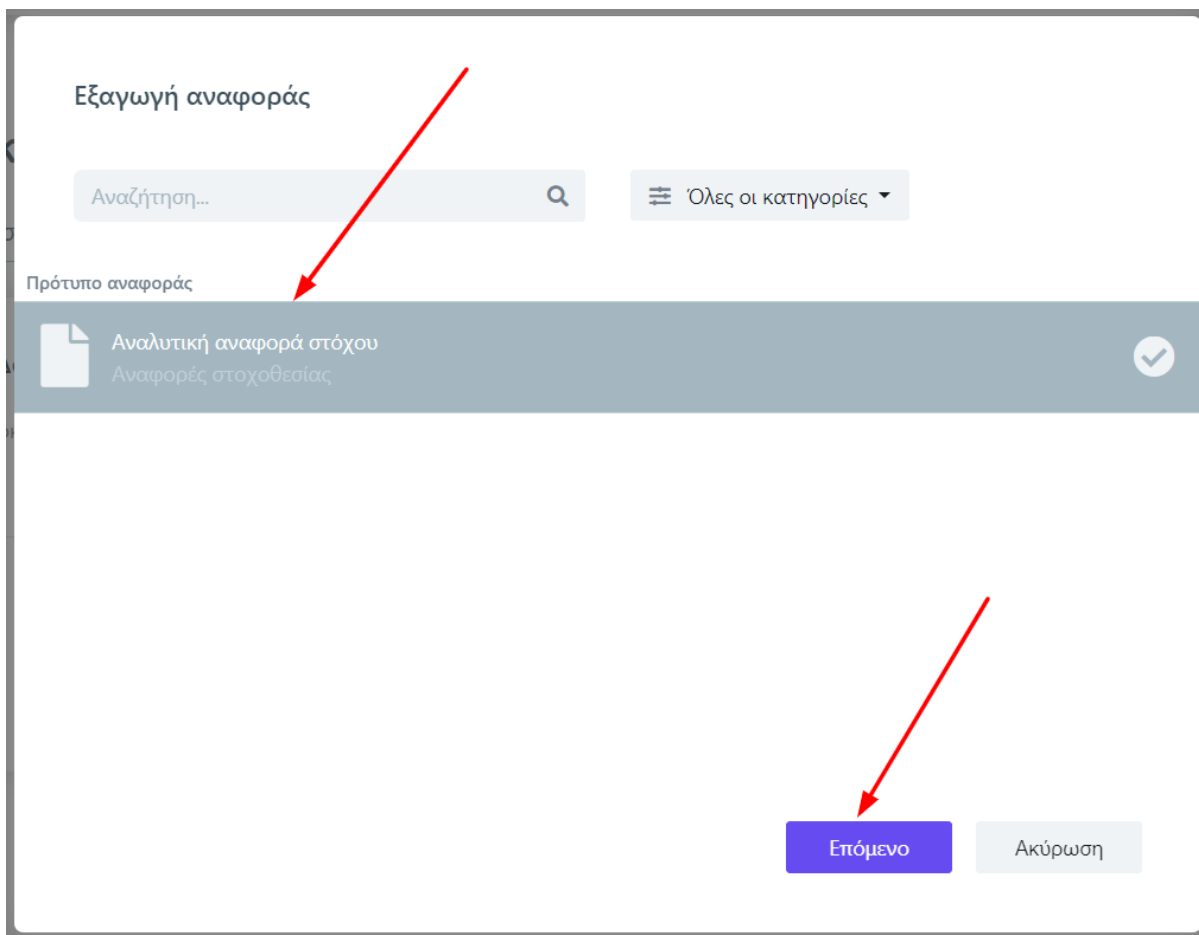 Εξαγωγή αναφοράς
Αναζήτηση...
Όλες οι κατηγορίες
Πρότυπο αναφοράς
Αναλυτική αναφορά στόχου
Αναφορές στοχοθεσίας
Επόμενο
Ακύρωση